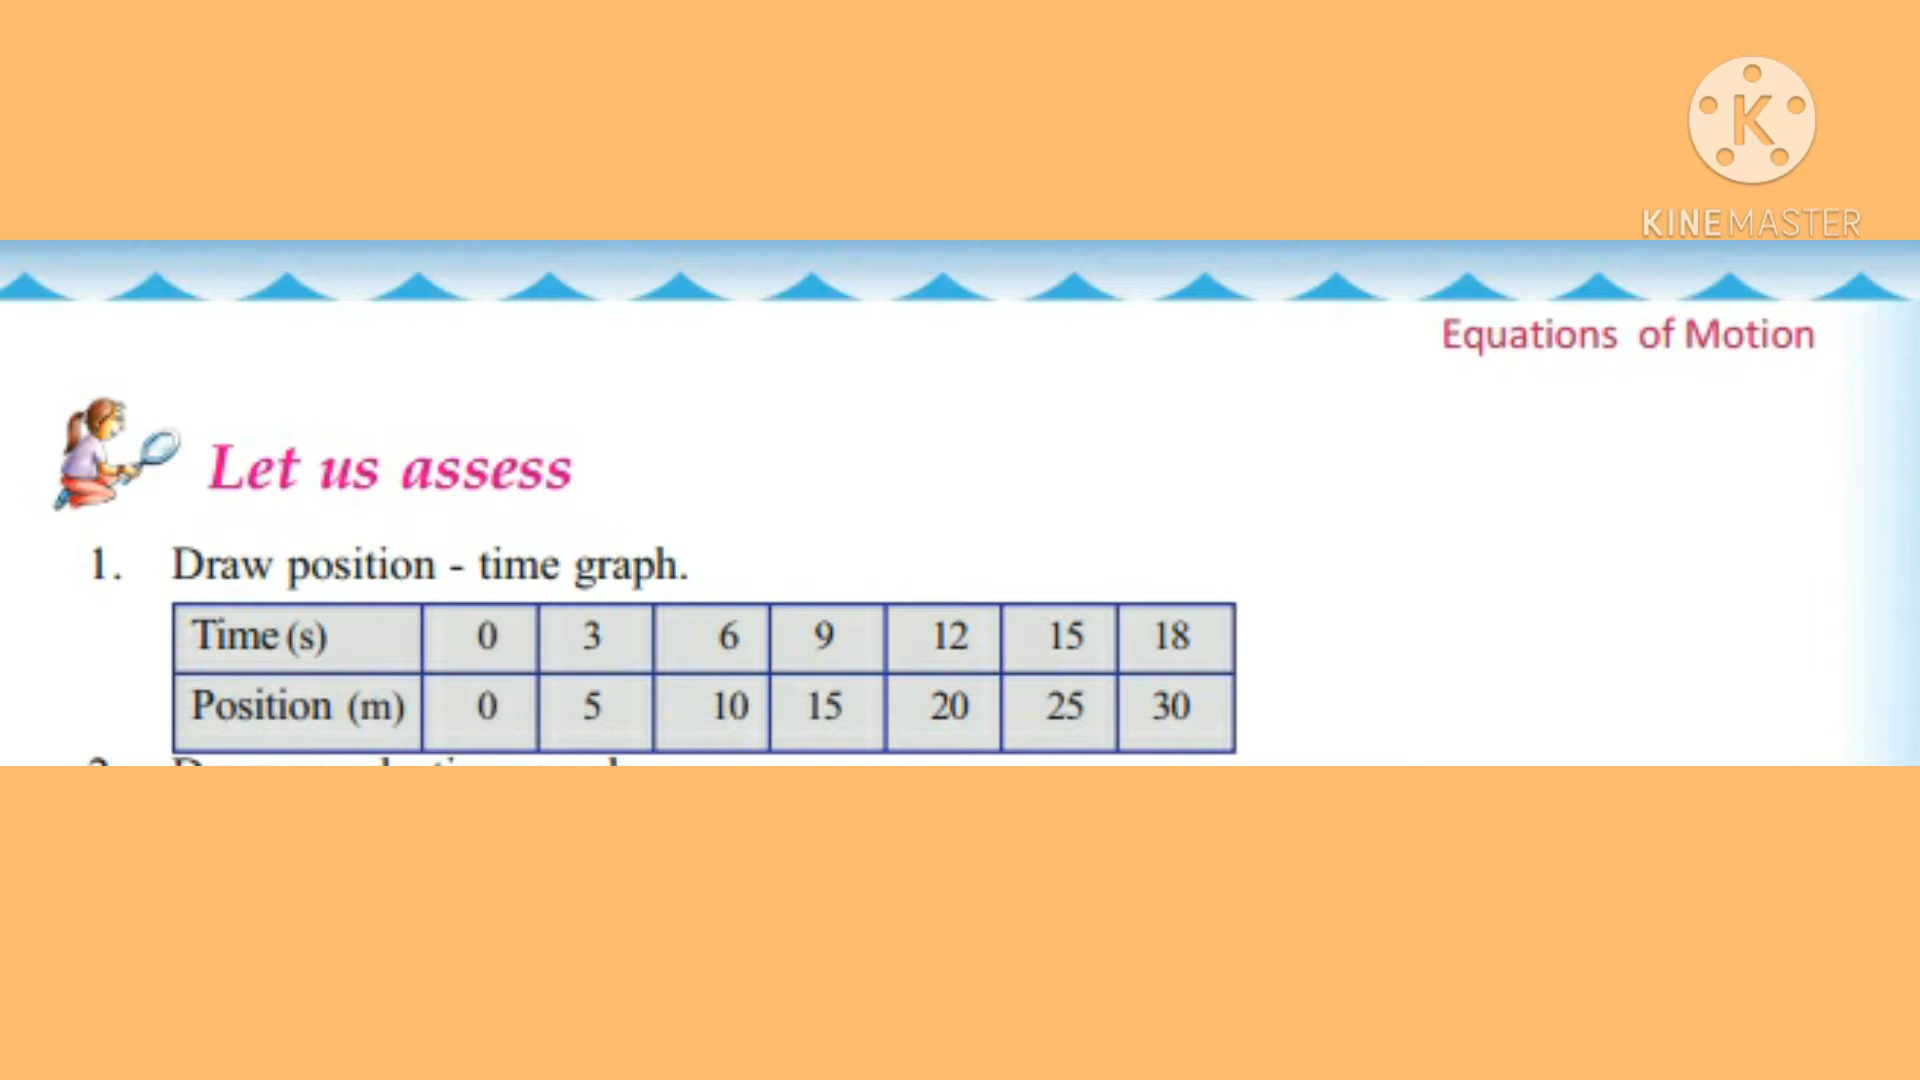 K
KINEMASTER
Equations of Motion
Let us assess
1. Draw position - time graph.
Time (s) 0 3 6 9 12 15 18
Position (m) 0 5 10 15 20 25 30